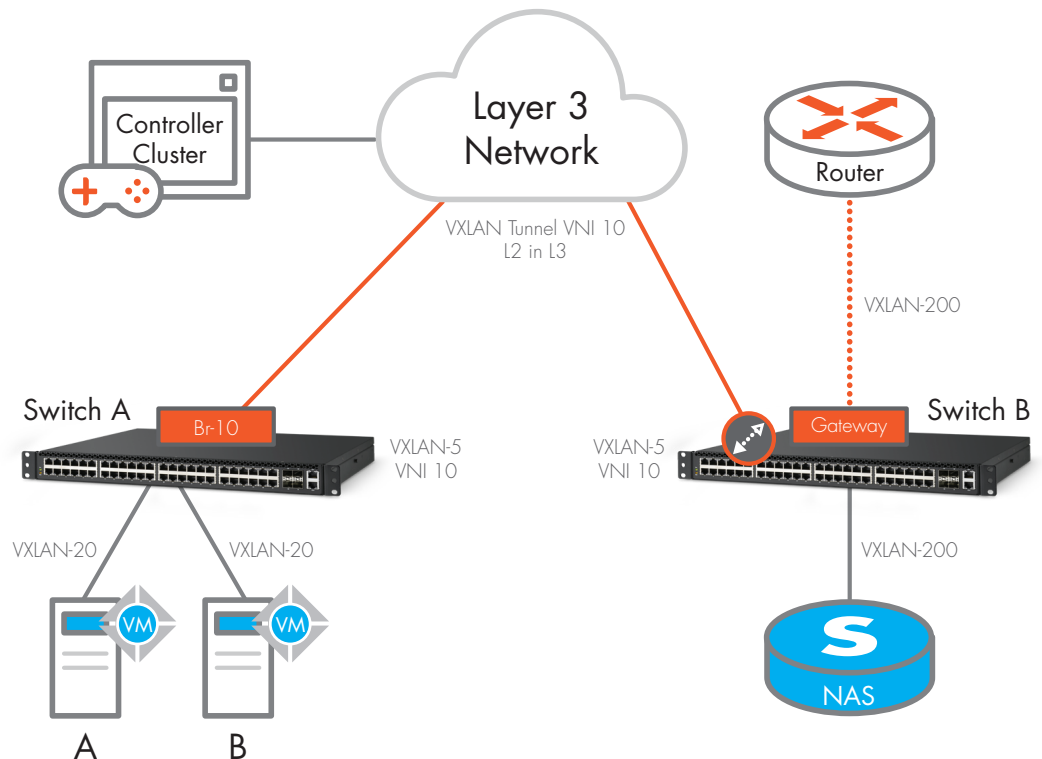 Controller
Cluster
Layer 3
Network
Router
VXLAN Tunnel VNI 10
L2 in L3
VXLAN-200
Switch A
Br-10
VXLAN-5
VNI 10
VXLAN-5
VNI 10
Gateway
Switch B
VXLAN-20
VXLAN-20
VXLAN-200
VM
VM
S
NAS
A
B